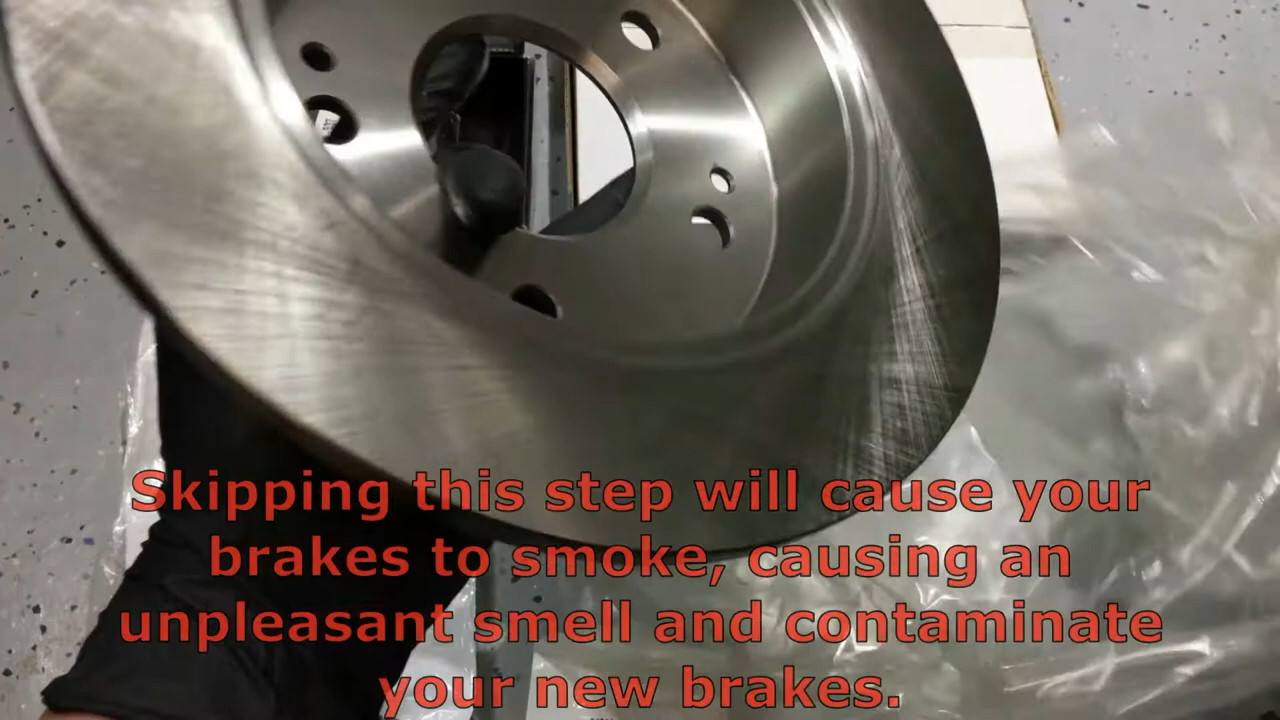 Skipping this step will cause your
brakes to smoke, causing an
unpleasant smell and contaminate
your new brakes.